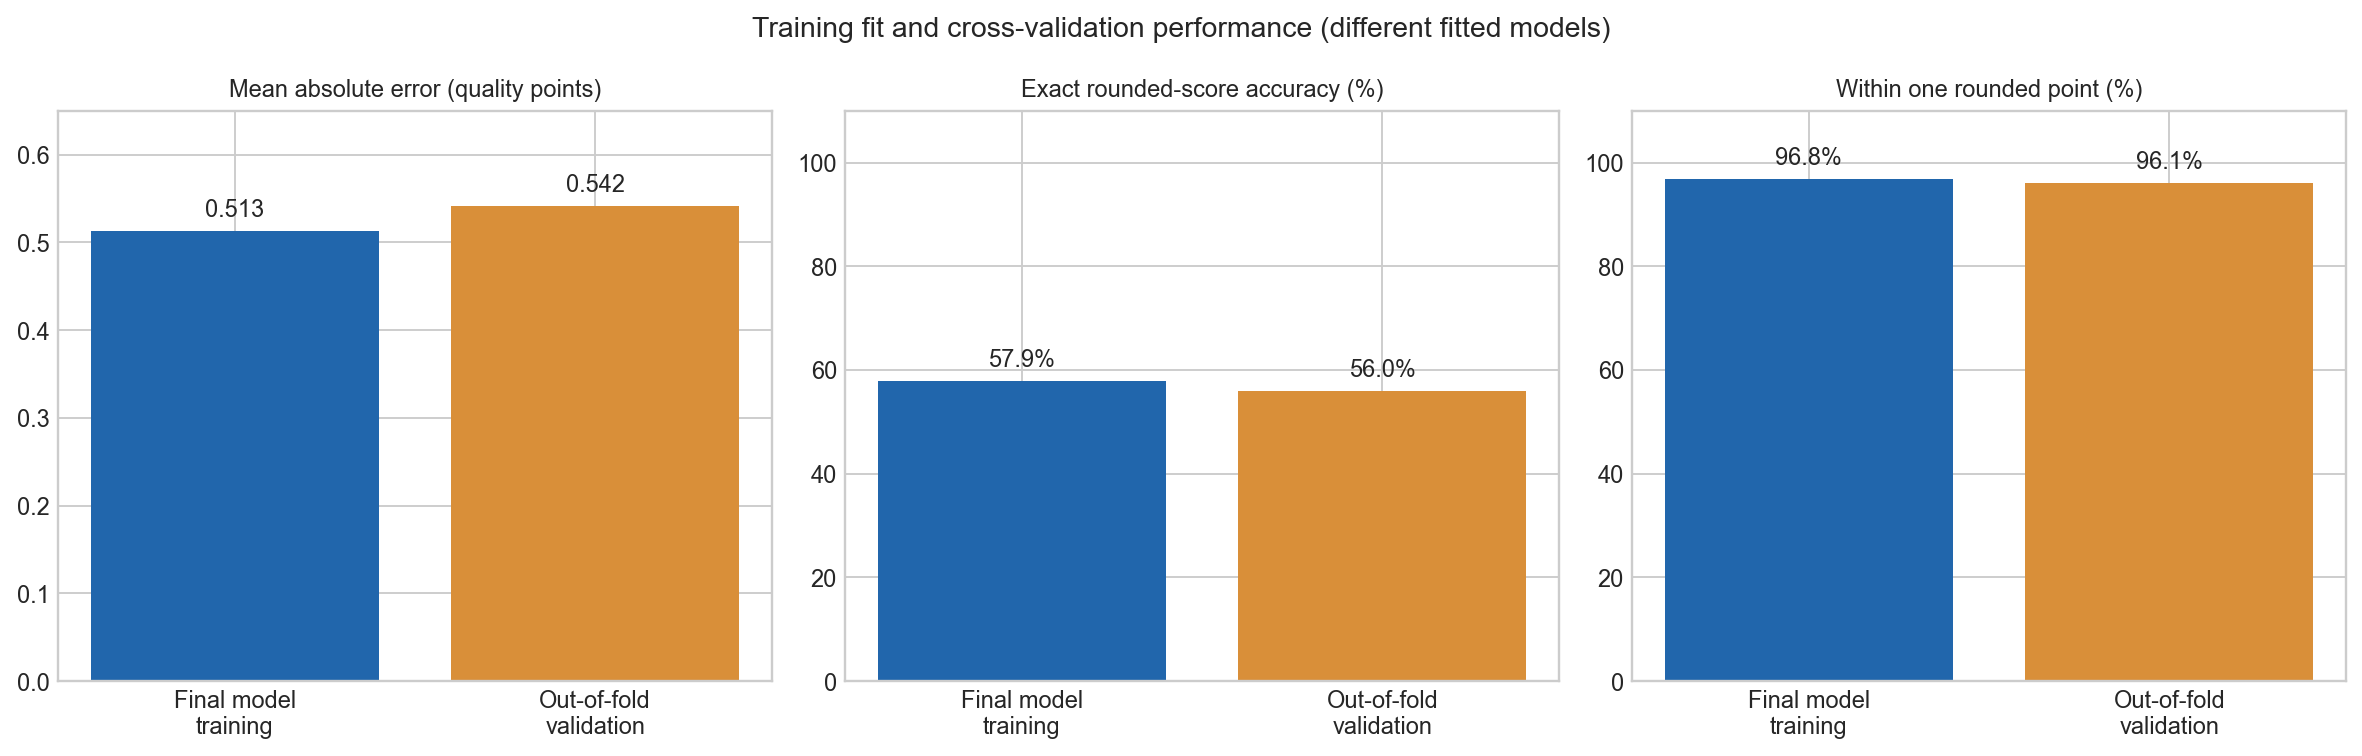 Training fit and cross-validation performance (different fitted models)
Mean absolute error (quality points)
0.6
0.5
0.4
0.3
0.2
0.1
0.0
0.513
0.542
Final model
training
Out-of-fold
validation
Exact rounded-score accuracy (%)
100
80
60
40
20
0
57.9%
56.0%
Final model
training
Out-of-fold
validation
Within one rounded point (%)
100
80
60
40
20
0
96.8%
96.1%
Final model
training
Out-of-fold
validation